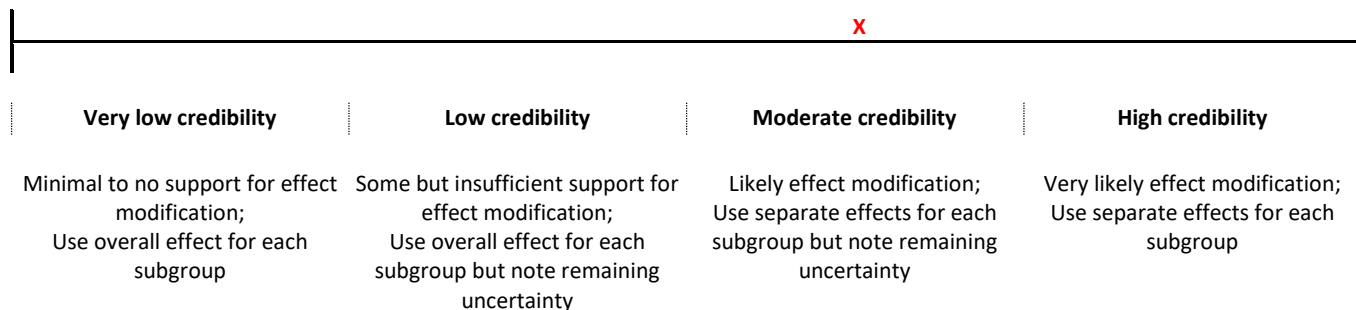 X
Very low credibility
Low credibility
Moderate credibility
High credibility
Minimal to no support for effect
modification;
Use overall effect for each
subgroup
Some but insufficient support for
effect modification;
Use overall effect for each
subgroup but note remaining
uncertainty
Likely effect modification;
Use separate effects for each
subgroup but note remaining
uncertainty
Very likely effect modification;
Use separate effects for each
subgroup